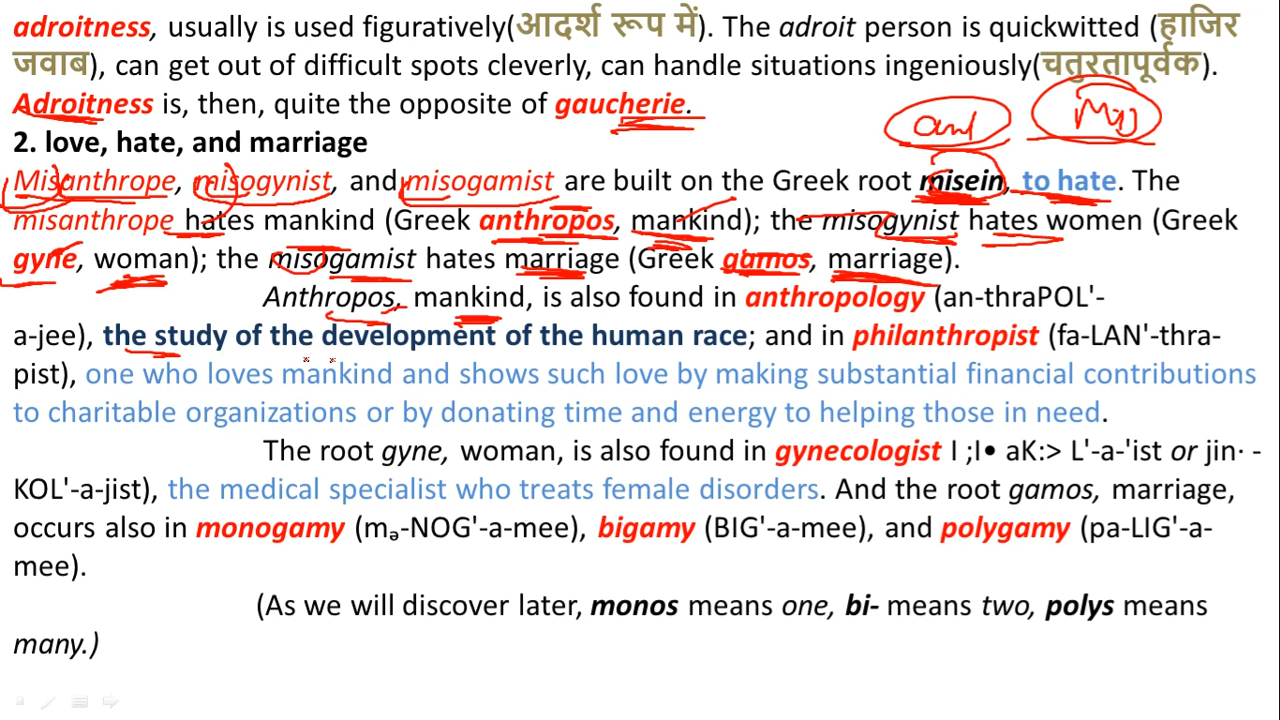 adroitness, usually is used figuratively(आदर्श रूप में). The adroit person is quickwitted (हाजिर
जवाब), can get out of difficult spots cleverly, can handle situations ingeniously(चतुरतापूर्वक).
Adroitness is, then, quite the opposite of gaucherie.
2. love, hate, and marriage
Misanthrope, misogynist, and misogamist are built on the Greek root misein, to hate. The
misanthrope hates mankind (Greek anthropos, mankind); the misogynist hates women (Greek
gyne, woman); the misogamist hates marriage (Greek gamos, marriage).
Anthropos, mankind, is also found in anthropology (an-thraPOL'-
a-jee), the study of the development of the human race; and in philanthropist (fa-LAN'-thra-
pist), one who loves mankind and shows such love by making substantial financial contributions
to charitable organizations or by donating time and energy to helping those in need.
The root gyne, woman, is also found in gynecologist I ;I• aK:> L'-a-'ist or jin· -
KOL'-a-jist), the medical specialist who treats female disorders. And the root gamos, marriage,
occurs also in monogamy (mₔ-NOG'-a-mee), bigamy (BIG'-a-mee), and polygamy (pa-LIG'-a-
mee).
(As we will discover later, monos means one, bi- means two, polys means
many.)